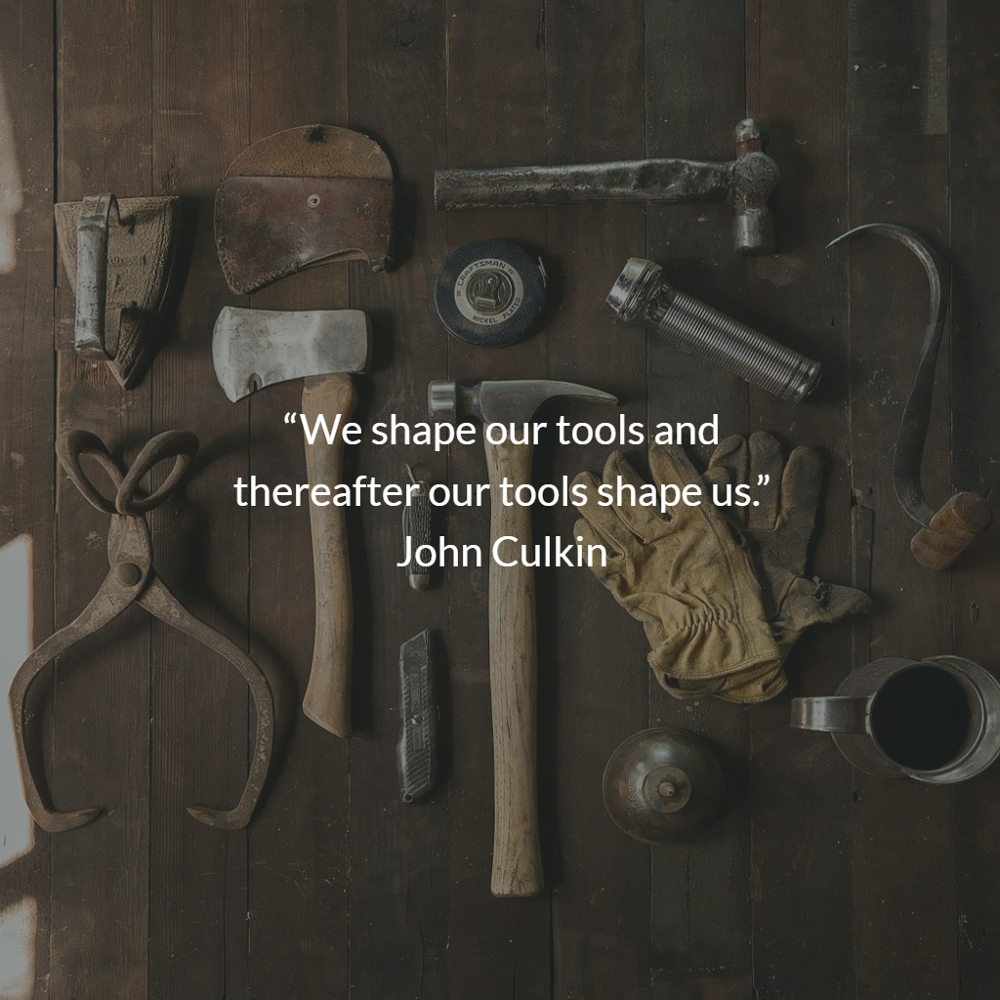 CRAFTSMAN
NICKEL PLATED
“We shape our tools and
thereafter our tools shape us.”
John Culkin